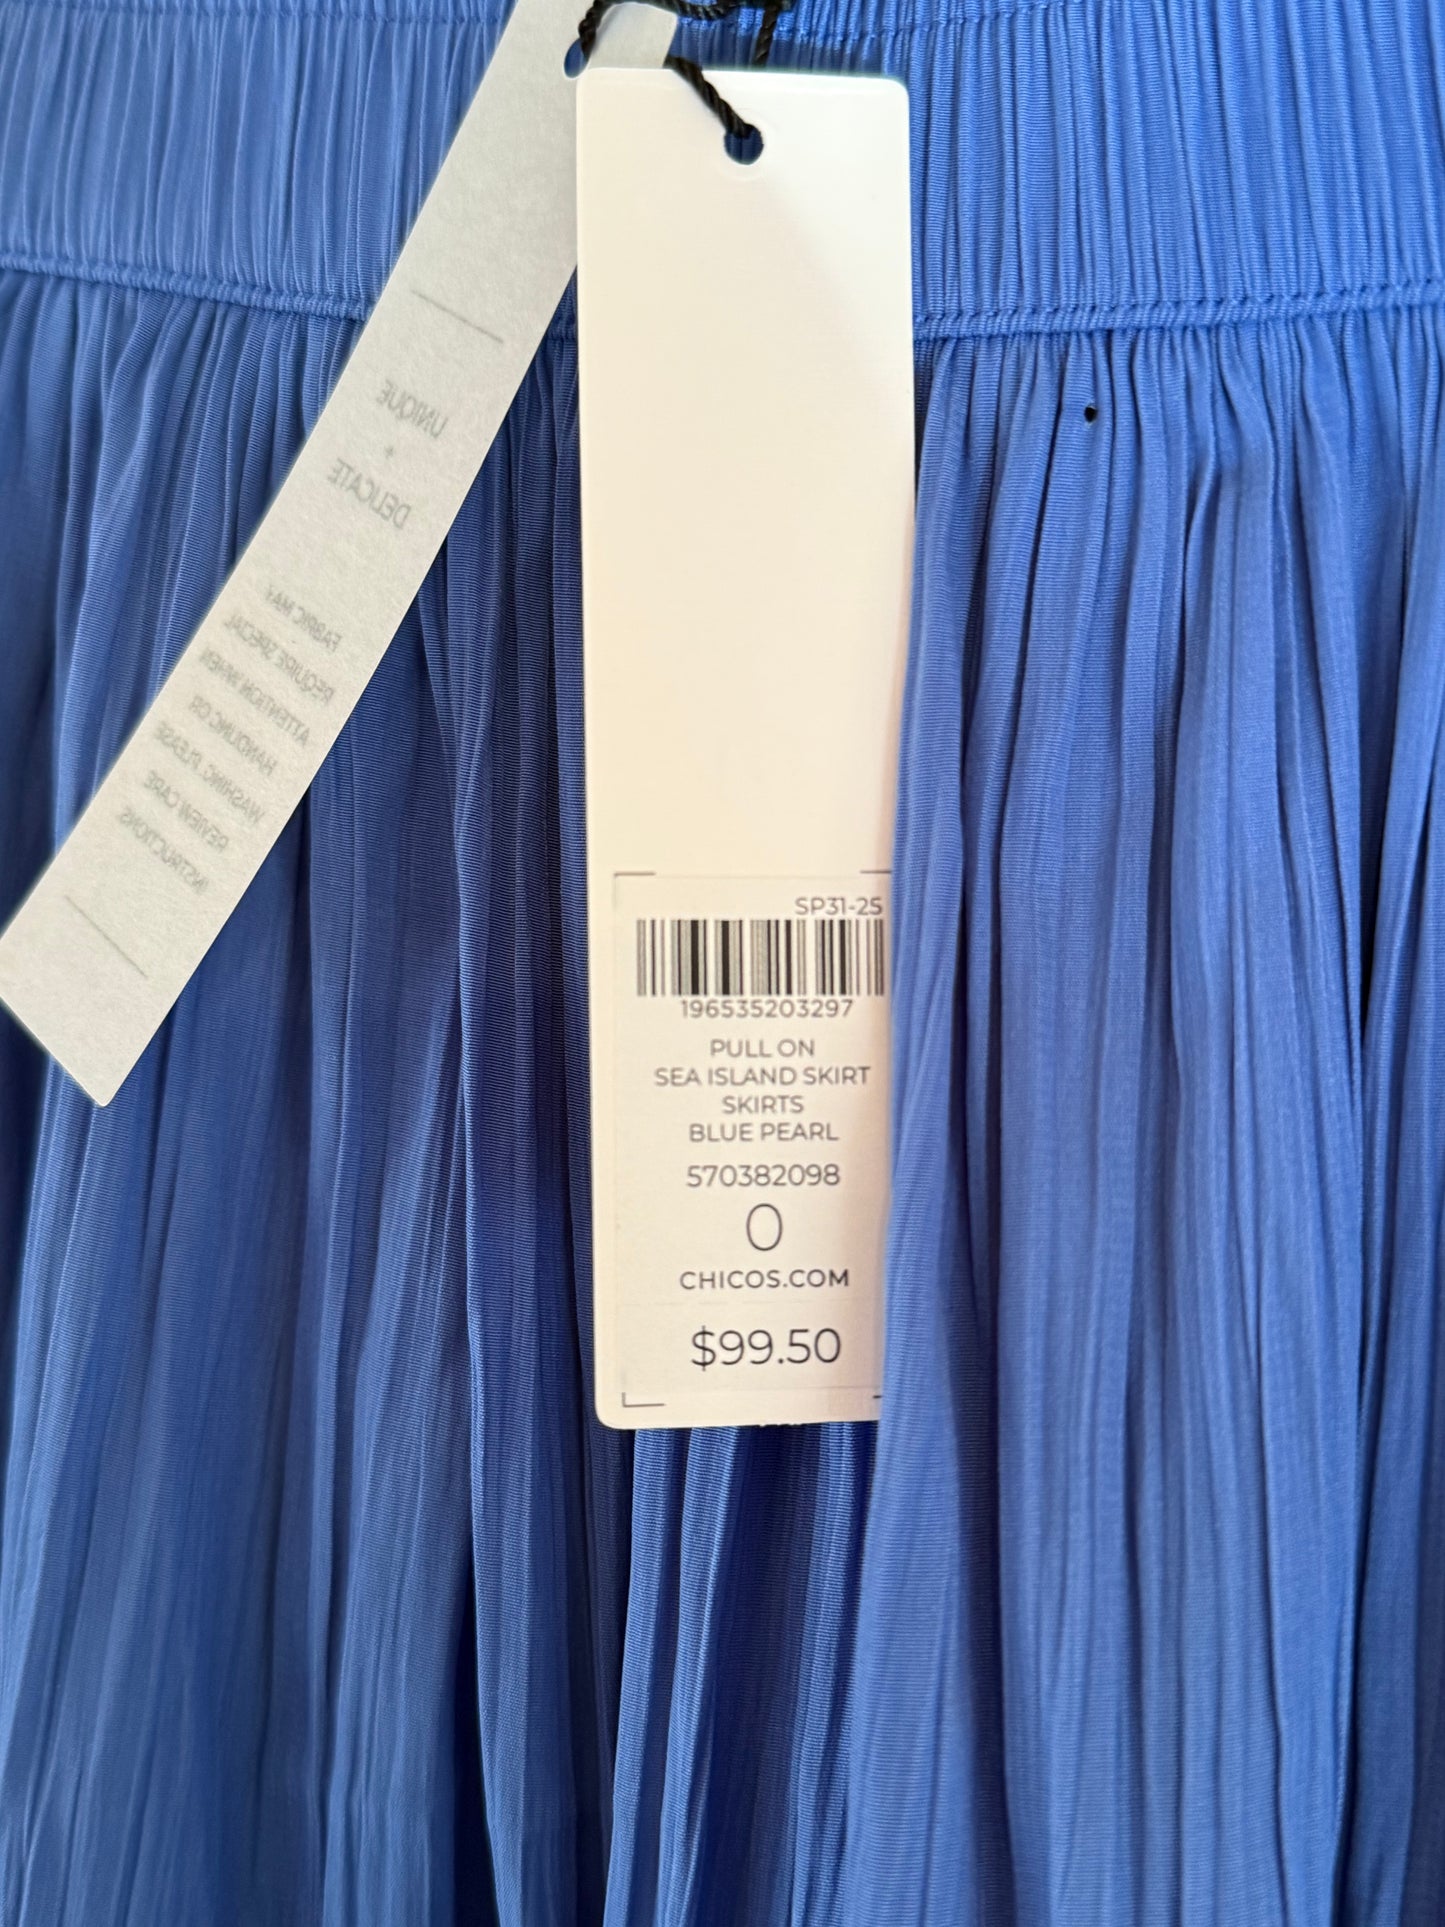 UNIQUE
+
DELICATE
FABRIC MAY
REQUIRE SPECIAL
ATTENTION WHEN
HANDLING OR
WASHING. PLEASE
REVIEW CARE
INSTRUCTIONS
SP31-25
196535203297
PULL ON
SEA ISLAND SKIRT
SKIRTS
BLUE PEARL
570382098
0
CHICOS.COM
$99.50